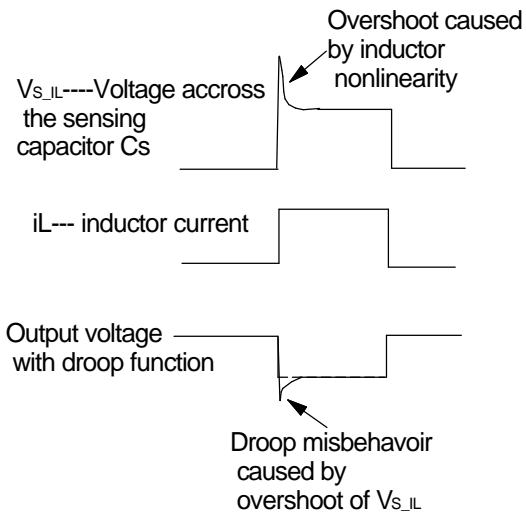 Overshoot caused
by inductor
nonlinearity
VS_IL----Voltage accross
the sensing
capacitor Cs
iL--- inductor current
Output voltage
with droop function
Droop misbehavoir
caused by
overshoot of VS_IL